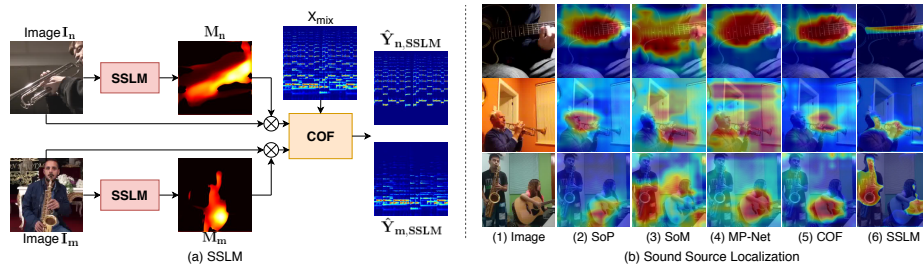 X_mix
Image I_n
M_n
Ŷ_n,SSLM
SSLM
COF
SSLM
Image I_m
M_m
Ŷ_m,SSLM
(a) SSLM
(1) Image
(2) SoP
(3) SoM
(4) MP-Net
(5) COF
(6) SSLM
(b) Sound Source Localization